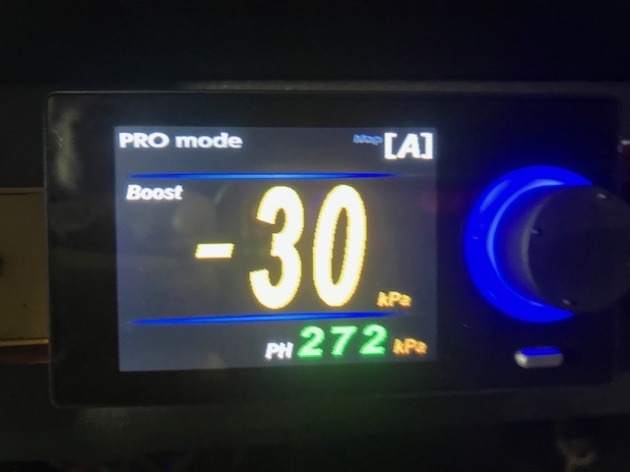 PRO mode Map [A]
Boost
-30 kPa
PH 272 kPa